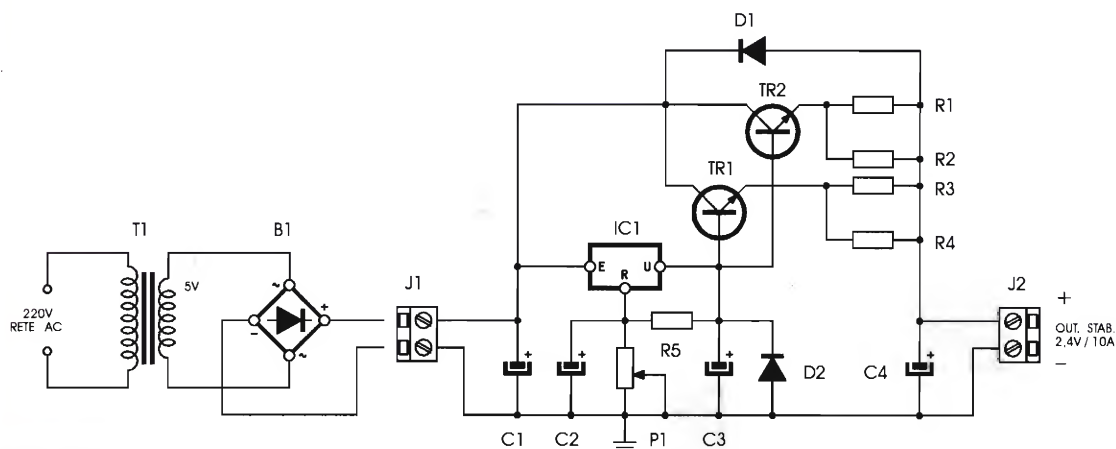 D1
TR2
R1
R2
TR1
R3
R4
IC1
E
U
R
T1
B1
5V
~
+
-
~
220V
RETE AC
J1
J2
+
OUT. STAB.
2,4V / 10A
-
R5
+
+
+
+
D2
C4
C1
C2
P1
C3